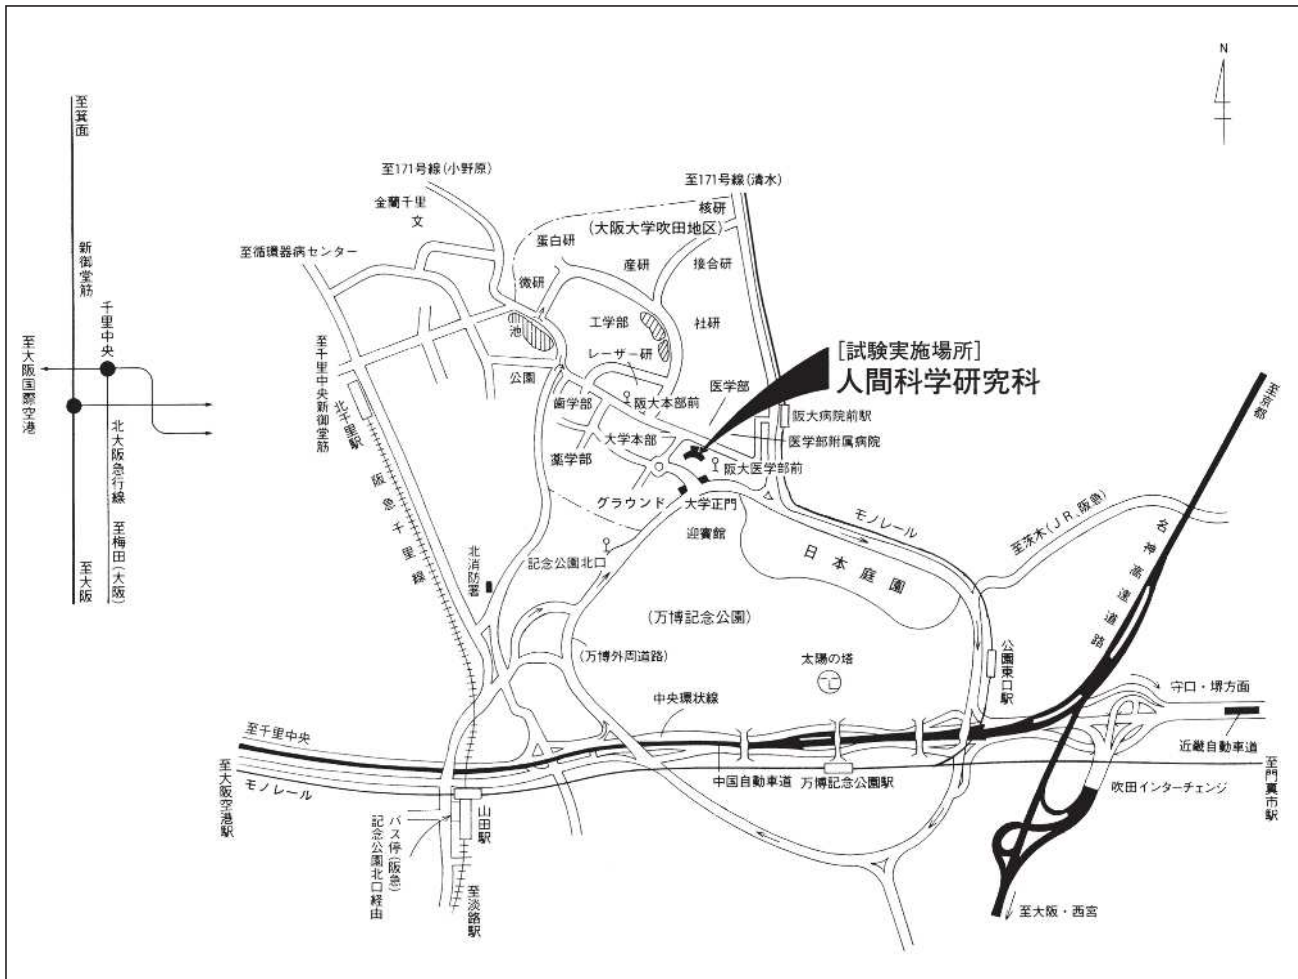 N
至箕面
新御堂筋
千里中央
至大阪国際空港
北大阪急行線
至梅田(大阪)
至大阪
至171号線(小野原)
金蘭千里
文
至循環器病センター
至171号線(清水)
核研
(大阪大学吹田地区)
蛋白研
産研
接合研
微研
池
工学部
社研
レーザー研
[試験実施場所]
人間科学研究科
公園
歯学部
阪大本部前
医学部
阪大病院前駅
大学本部
医学部附属病院
薬学部
阪大医学部前
グラウンド
大学正門
至千里中央新御堂筋
北千里駅
阪急千里線
北消防署
記念公園北口
迎賓館
モノレール
日本庭園
至茨木(JR、阪急)
至京都
名神高速道路
(万博記念公園)
(万博外周道路)
太陽の塔
公園東口駅
中央環状線
守口・堺方面
近畿自動車道
至千里中央
至大阪空港駅
モノレール
中国自動車道
万博記念公園駅
吹田インターチェンジ
至門真市駅
山田駅
バス停(阪急)
記念公園北口経由
至淡路駅
至大阪・西宮